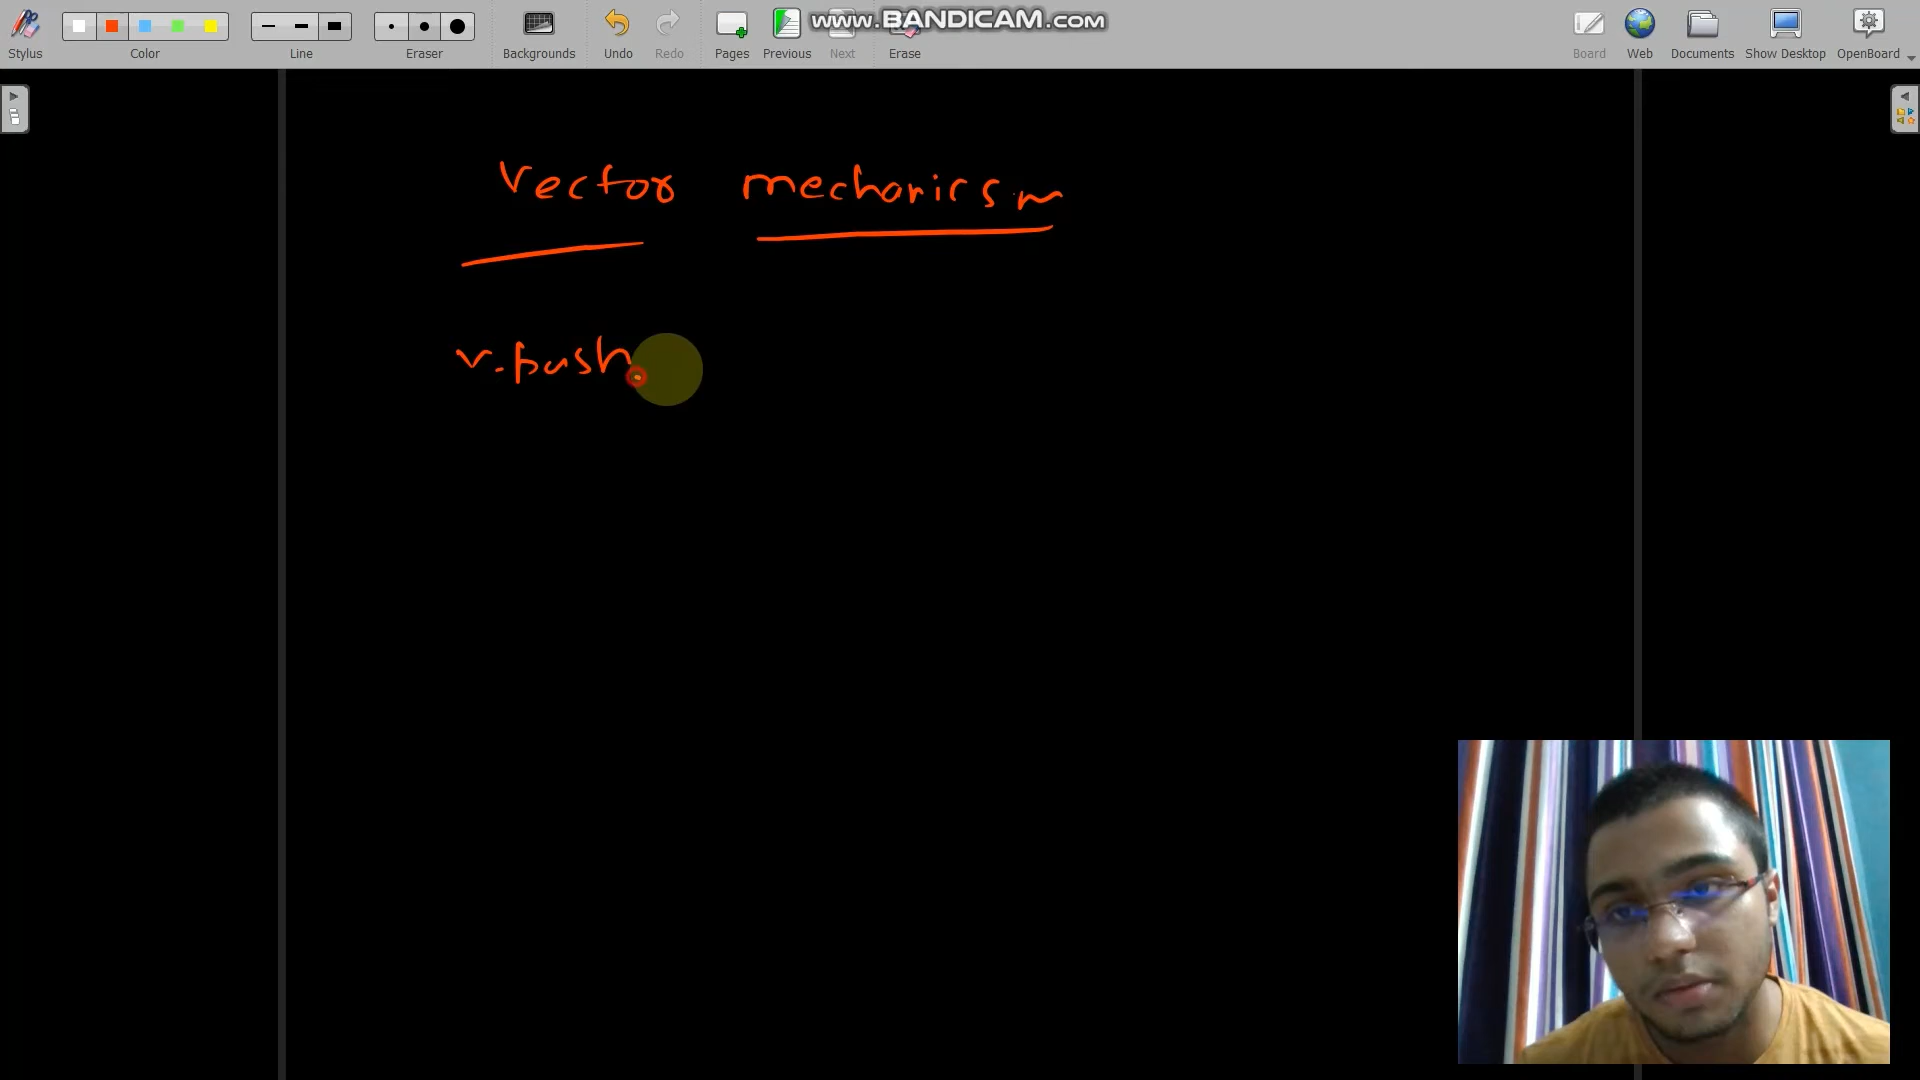 www.BANDICAM.com
Stylus Color Line Eraser Backgrounds Undo Redo Pages Previous Next Erase Board Web Documents Show Desktop OpenBoard
Vector mechanicsm
v.push